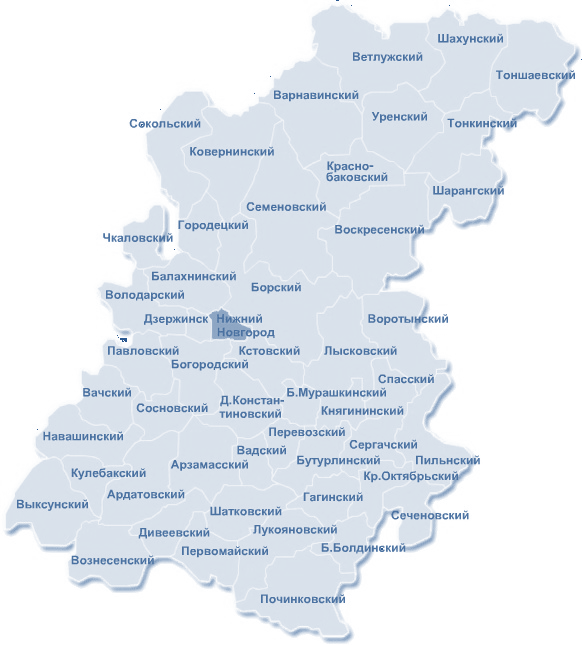 Шахунский
Ветлужский
Тоншаевский
Варнавинский
Уренский
Сокольский
Тонкинский
Ковернинский
Красно-
баковский
Шарангский
Семеновский
Городецкий
Воскресенский
Чкаловский
Балахнинский
Борский
Володарский
Дзержинск
Нижний
Новгород
Воротынский
Павловский
Кстовский
Лысковский
Богородский
Спасский
Вачский
Б.Мурашкинский
Д.Констан-
тиновский
Сосновский
Княгининский
Навашинский
Перевозский
Сергачский
Вадский
Бутурлинский
Пильнский
Арзамасский
Кулебакский
Кр.Октябрьский
Ардатовский
Гагинский
Выксунский
Шатковский
Сеченовский
Дивеевский
Лукояновский
Первомайский
Б.Болдинский
Вознесенский
Починковский